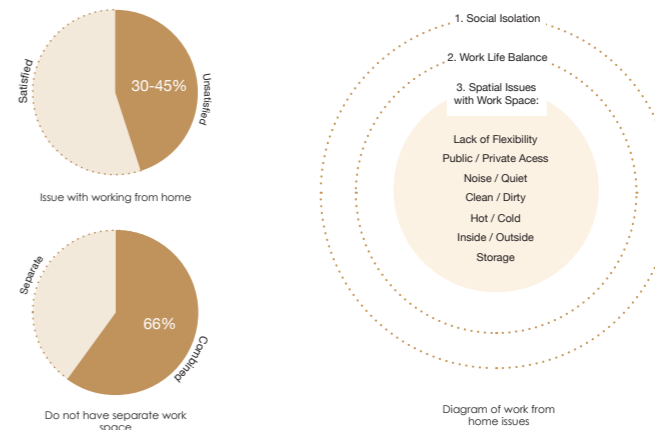 Satisfied
30-45%
Unsatisfied
Issue with working from home
Separate
66%
Combined
Do not have separate work
space
1. Social Isolation
2. Work Life Balance
3. Spatial Issues
with Work Space:
Lack of Flexibility
Public / Private Acess
Noise / Quiet
Clean / Dirty
Hot / Cold
Inside / Outside
Storage
Diagram of work from
home issues